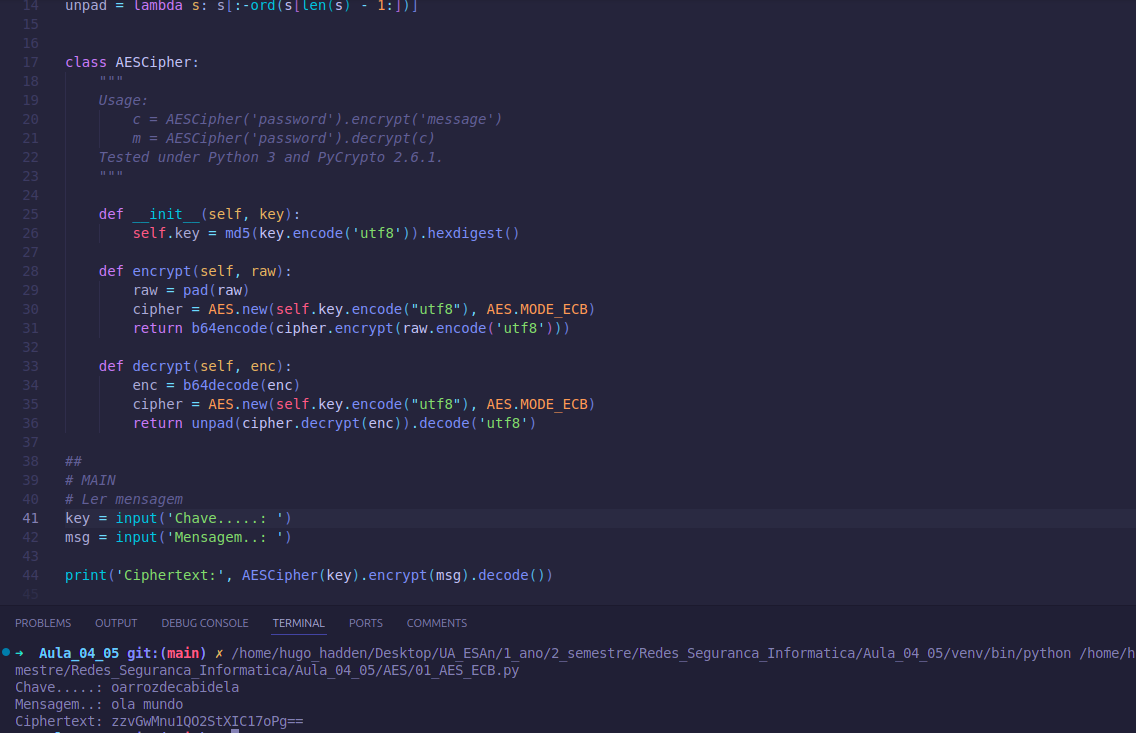 14 unpad = lambda s: s[:-ord(s[len(s) - 1:])]
15
16
17 class AESCipher:
18 """
19 Usage:
20 c = AESCipher('password').encrypt('message')
21 m = AESCipher('password').decrypt(c)
22 Tested under Python 3 and PyCrypto 2.6.1.
23 """
24
25 def __init__(self, key):
26 self.key = md5(key.encode('utf8')).hexdigest()
27
28 def encrypt(self, raw):
29 raw = pad(raw)
30 cipher = AES.new(self.key.encode("utf8"), AES.MODE_ECB)
31 return b64encode(cipher.encrypt(raw.encode('utf8')))
32
33 def decrypt(self, enc):
34 enc = b64decode(enc)
35 cipher = AES.new(self.key.encode("utf8"), AES.MODE_ECB)
36 return unpad(cipher.decrypt(enc)).decode('utf8')
37
38 ##
39 # MAIN
40 # Ler mensagem
41 key = input('Chave.....: ')
42 msg = input('Mensagem..: ')
43
44 print('Ciphertext:', AESCipher(key).encrypt(msg).decode())
45
PROBLEMS OUTPUT DEBUG CONSOLE TERMINAL PORTS COMMENTS
➜ Aula_04_05 git:(main) ✗ /home/hugo_hadden/Desktop/UA_ESAn/1_ano/2_semestre/Redes_Seguranca_Informatica/Aula_04_05/venv/bin/python /home/h
mestre/Redes_Seguranca_Informatica/Aula_04_05/AES/01_AES_ECB.py
Chave.....: oarrozdecabidela
Mensagem..: ola mundo
Ciphertext: zzvGwMnu1QO2StXIC17oPg==